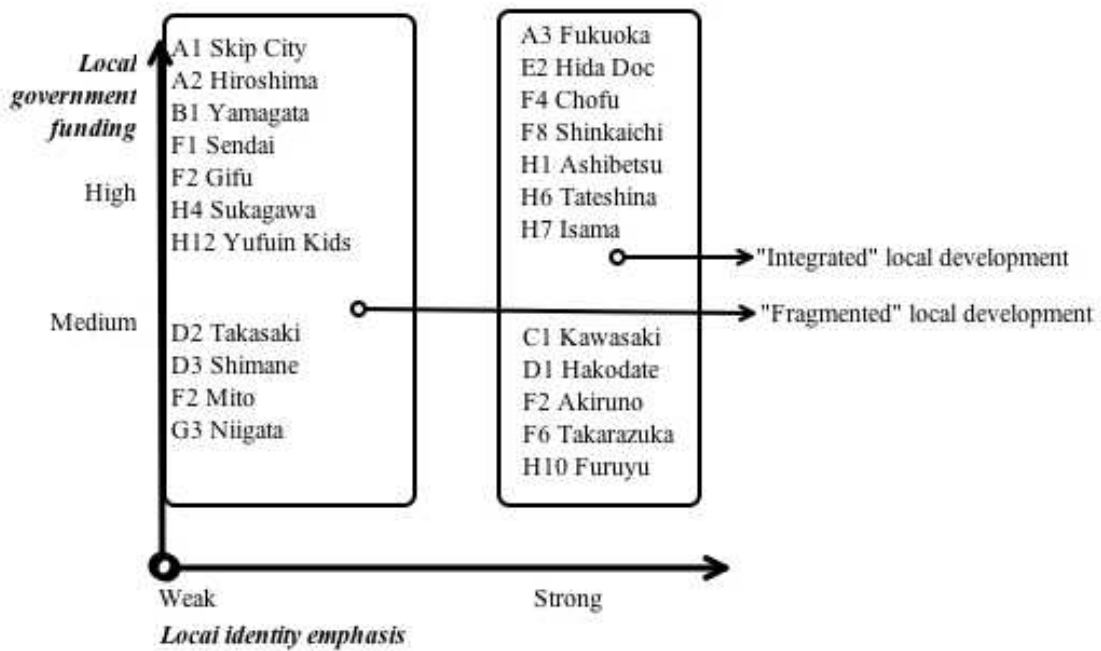 Local
government
funding
High
Medium
A1 Skip City
A2 Hiroshima
B1 Yamagata
F1 Sendai
F2 Gifu
H4 Sukagawa
H12 Yufuin Kids
D2 Takasaki
D3 Shimane
F2 Mito
G3 Niigata
A3 Fukuoka
E2 Hida Doc
F4 Chofu
F8 Shinkaichi
H1 Ashibetsu
H6 Tateshina
H7 Isama
C1 Kawasaki
D1 Hakodate
F2 Akiruno
F6 Takarazuka
H10 Furuyu
"Integrated" local development
"Fragmented" local development
Weak
Strong
Locai identity emphasis